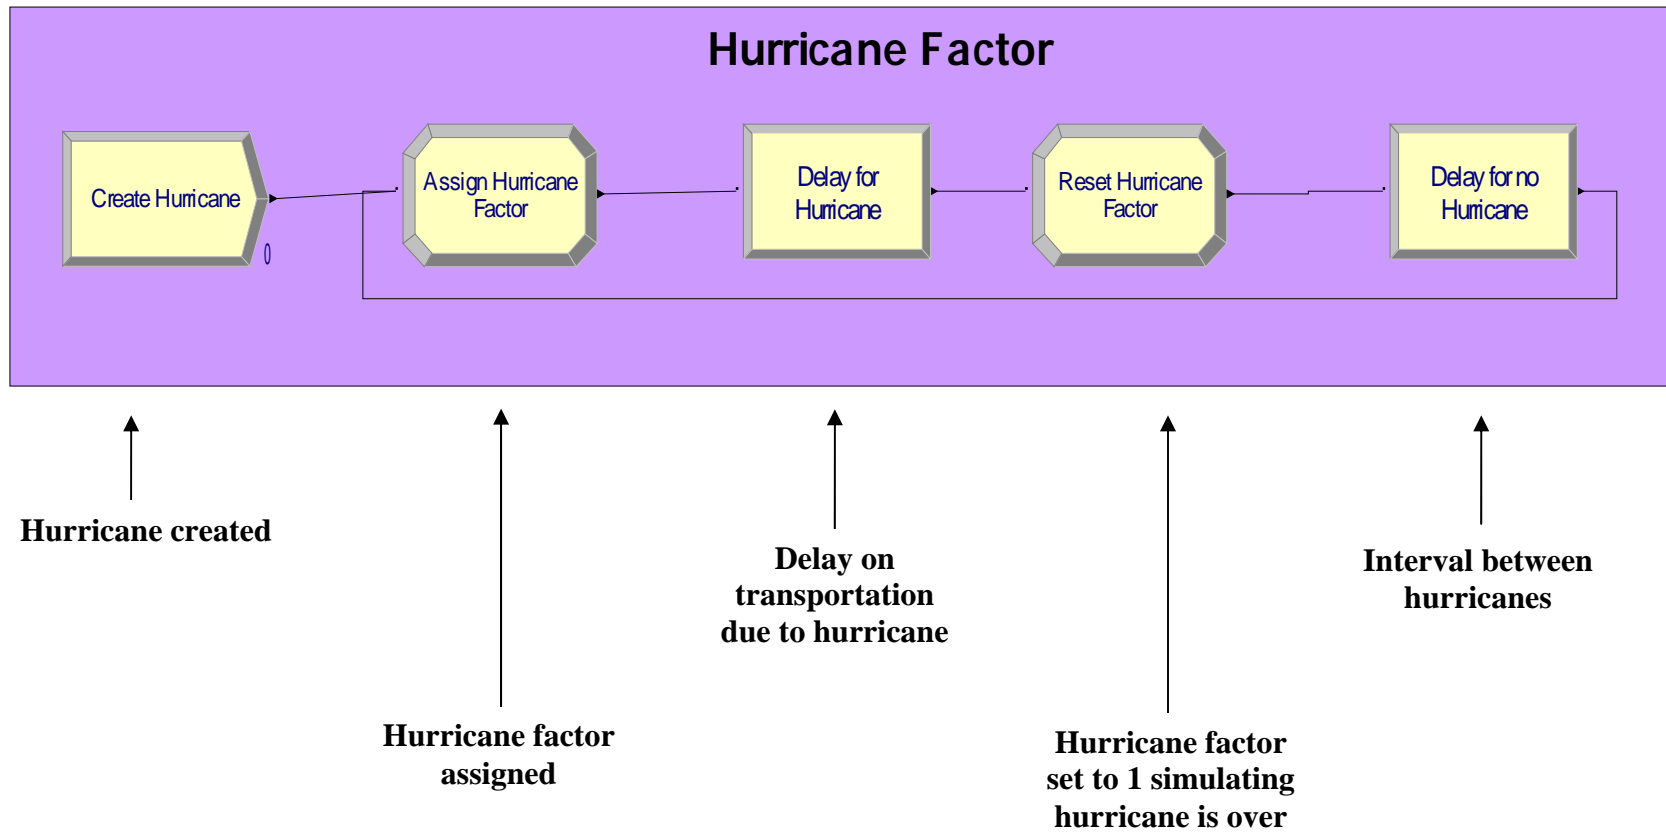 Hurricane Factor
Create Hurricane
0
Assign Hurricane
Factor
Delay for
Hurricane
Reset Hurricane
Factor
Delay for no
Hurricane
Hurricane created
Hurricane factor
assigned
Delay on
transportation
due to hurricane
Hurricane factor
set to 1 simulating
hurricane is over
Interval between
hurricanes